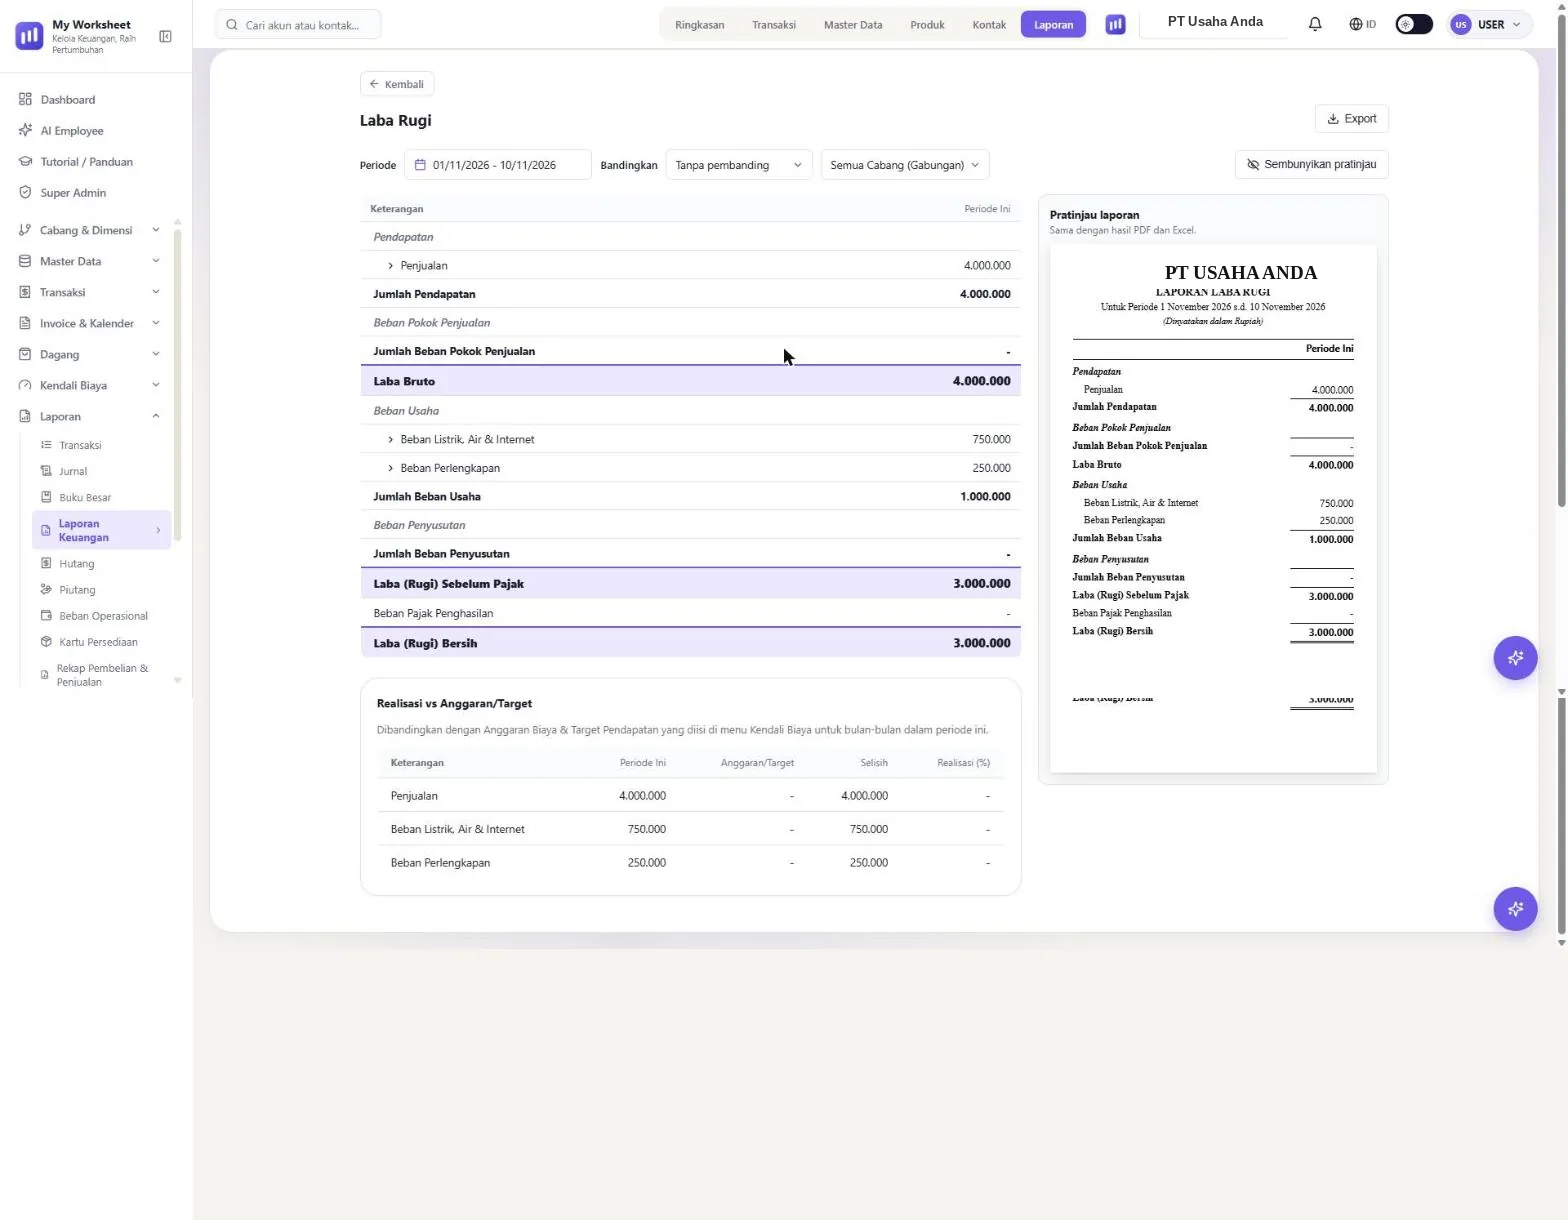 My Worksheet
Kelola Keuangan, Raih
Pertumbuhan
Cari akun atau kontak...
Ringkasan
Transaksi
Master Data
Produk
Kontak
Laporan
PT Usaha Anda
ID
US
USER
Dashboard
AI Employee
Tutorial / Panduan
Super Admin
Cabang & Dimensi
Master Data
Transaksi
Invoice & Kalender
Dagang
Kendali Biaya
Laporan
Transaksi
Jurnal
Buku Besar
Laporan
Keuangan
Hutang
Piutang
Beban Operasional
Kartu Persediaan
Rekap Pembelian &
Penjualan
Kembali
Laba Rugi
Export
Periode
01/11/2026 - 10/11/2026
Bandingkan
Tanpa pembanding
Semua Cabang (Gabungan)
Sembunyikan pratinjau
Keterangan Periode Ini
Pendapatan
Penjualan 4.000.000
Jumlah Pendapatan 4.000.000
Beban Pokok Penjualan
Jumlah Beban Pokok Penjualan -
Laba Bruto 4.000.000
Beban Usaha
Beban Listrik, Air & Internet 750.000
Beban Perlengkapan 250.000
Jumlah Beban Usaha 1.000.000
Beban Penyusutan
Jumlah Beban Penyusutan -
Laba (Rugi) Sebelum Pajak 3.000.000
Beban Pajak Penghasilan -
Laba (Rugi) Bersih 3.000.000
Realisasi vs Anggaran/Target
Dibandingkan dengan Anggaran Biaya & Target Pendapatan yang diisi di menu Kendali Biaya untuk bulan-bulan dalam periode ini.
Keterangan Periode Ini Anggaran/Target Selisih Realisasi (%)
Penjualan 4.000.000 - 4.000.000 -
Beban Listrik, Air & Internet 750.000 - 750.000 -
Beban Perlengkapan 250.000 - 250.000 -
Pratinjau laporan
Sama dengan hasil PDF dan Excel.
PT USAHA ANDA
LAPORAN LABA RUGI
Untuk Periode 1 November 2026 s.d. 10 November 2026
(Dinyatakan dalam Rupiah)
Periode Ini
Pendapatan
Penjualan 4.000.000
Jumlah Pendapatan 4.000.000
Beban Pokok Penjualan
Jumlah Beban Pokok Penjualan -
Laba Bruto 4.000.000
Beban Usaha
Beban Listrik, Air & Internet 750.000
Beban Perlengkapan 250.000
Jumlah Beban Usaha 1.000.000
Beban Penyusutan
Jumlah Beban Penyusutan -
Laba (Rugi) Sebelum Pajak 3.000.000
Beban Pajak Penghasilan -
Laba (Rugi) Bersih 3.000.000
Laba (Rugi) Bersih 3.000.000